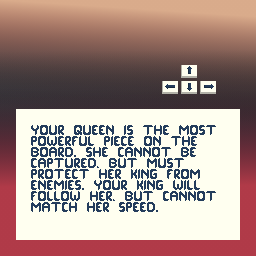 YOUR QUEEN IS THE MOST
POWERFUL PIECE ON THE
BOARD. SHE CANNOT BE
CAPTURED, BUT MUST
PROTECT HER KING FROM
ENEMIES. YOUR KING WILL
FOLLOW HER, BUT CANNOT
MATCH HER SPEED.